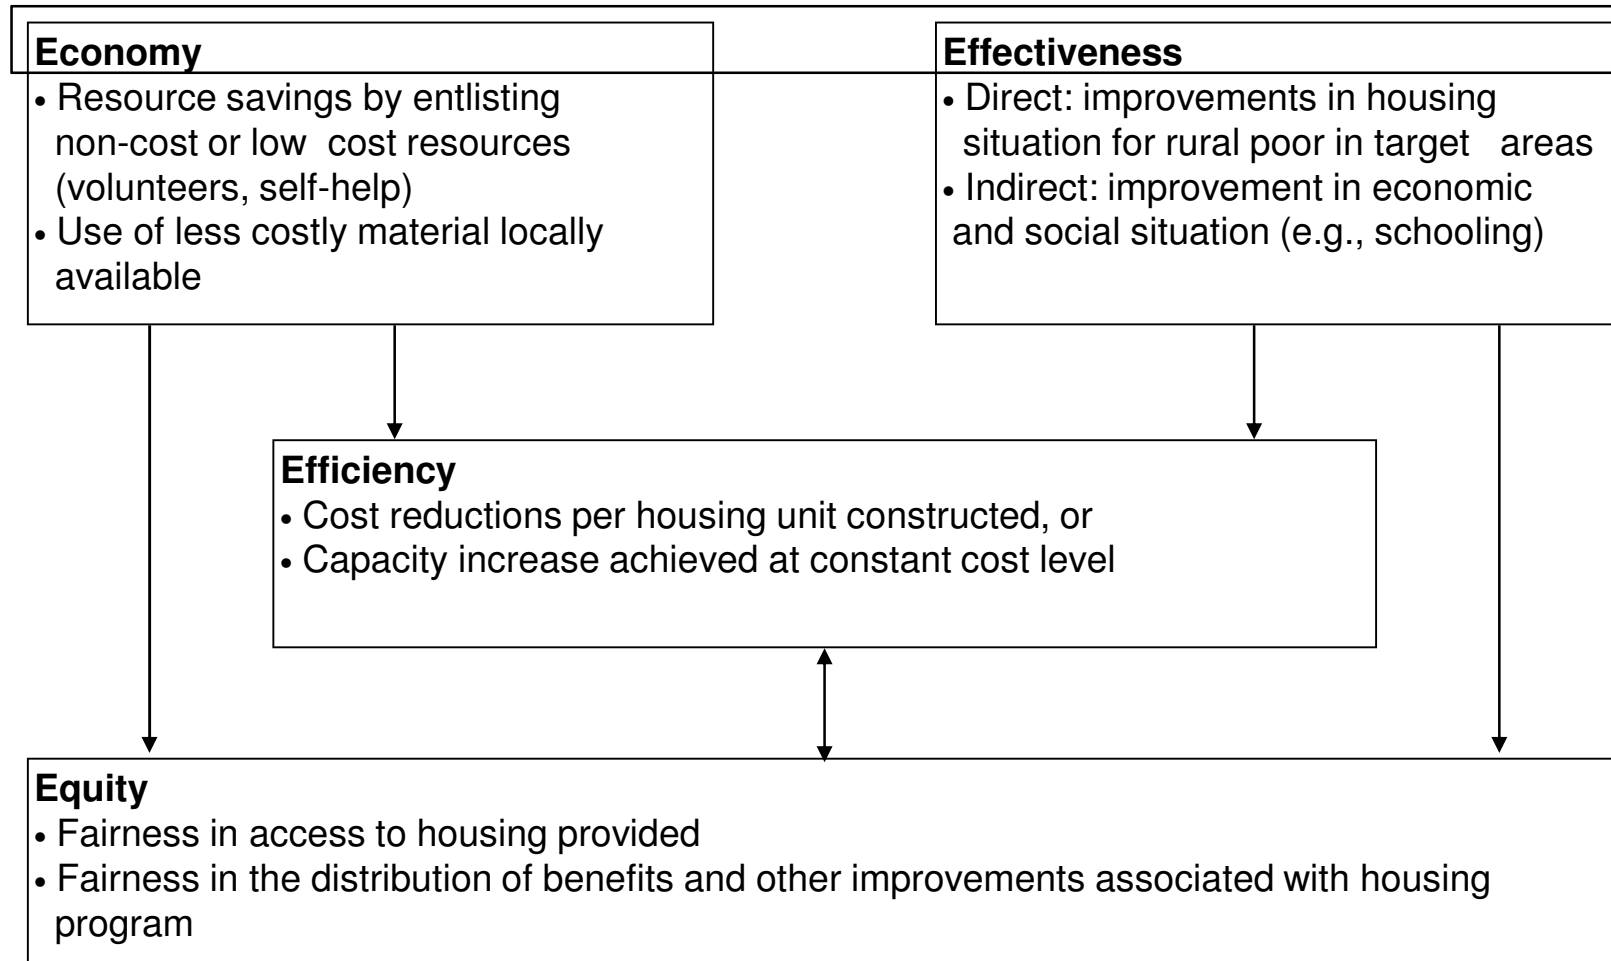 Economy
• Resource savings by entlisting
non-cost or low cost resources
(volunteers, self-help)
• Use of less costly material locally
available
Effectiveness
• Direct: improvements in housing
situation for rural poor in target areas
• Indirect: improvement in economic
and social situation (e.g., schooling)
Efficiency
• Cost reductions per housing unit constructed, or
• Capacity increase achieved at constant cost level
Equity
• Fairness in access to housing provided
• Fairness in the distribution of benefits and other improvements associated with housing
program